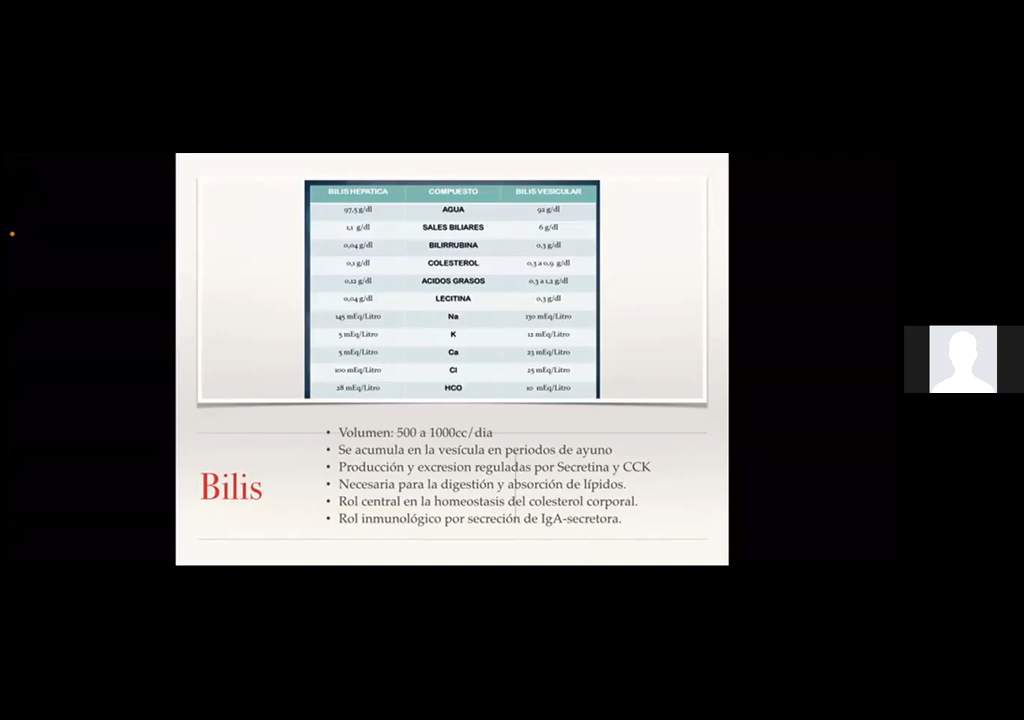 BILIS HEPATICA COMPUESTO BILIS VESICULAR
97,5 g/dl AGUA 92 g/dl
1,1 g/dl SALES BILIARES 6 g/dl
0,04 g/dl BILIRRUBINA 0,3 g/dl
0,1 g/dl COLESTEROL 0,3 a 0,9 g/dl
0,12 g/dl ACIDOS GRASOS 0,3 a 1,2 g/dl
0,04 g/dl LECITINA 0,3 g/dl
145 mEq/Litro Na 130 mEq/Litro
5 mEq/Litro K 12 mEq/Litro
5 mEq/Litro Ca 23 mEq/Litro
100 mEq/Litro Cl 25 mEq/Litro
28 mEq/Litro HCO 10 mEq/Litro
• Volumen: 500 a 1000cc/dia
• Se acumula en la vesícula en periodos de ayuno
• Producción y excresion reguladas por Secretina y CCK
• Necesaria para la digestión y absorción de lípidos.
• Rol central en la homeostasis del colesterol corporal.
• Rol inmunológico por secreción de IgA-secretora.
Bilis